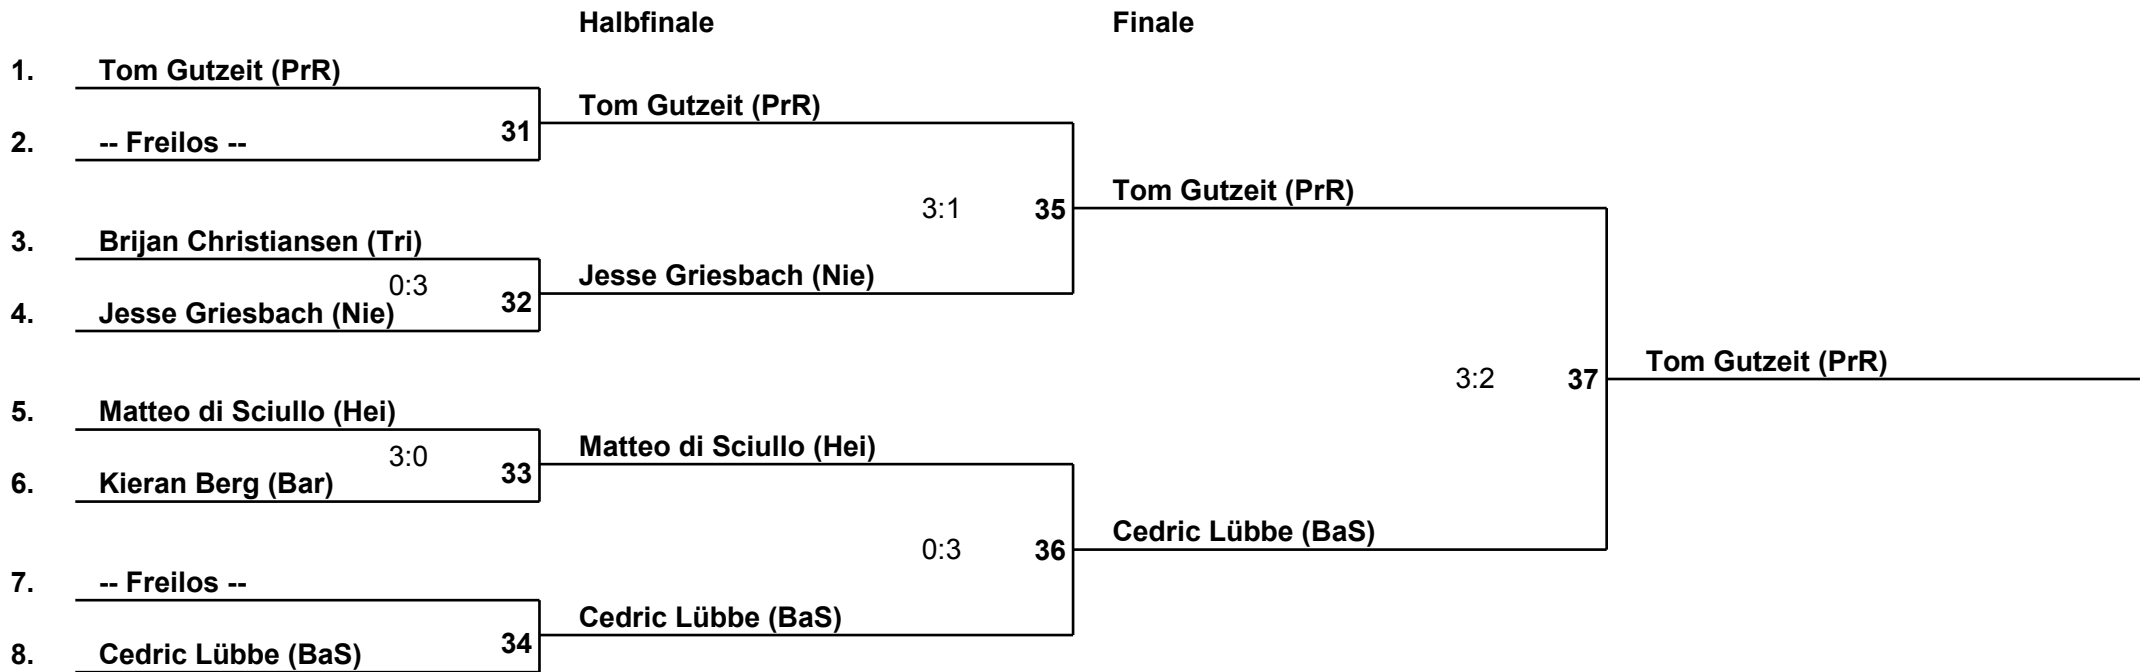 Halbfinale Finale
1. Tom Gutzeit (PrR)
Tom Gutzeit (PrR)
31
2. -- Freilos --
Tom Gutzeit (PrR)
3:1 35
3. Brijan Christiansen (Tri)
Jesse Griesbach (Nie)
0:3 32
4. Jesse Griesbach (Nie)
Tom Gutzeit (PrR)
3:2 37
5. Matteo di Sciullo (Hei)
Matteo di Sciullo (Hei)
3:0 33
6. Kieran Berg (Bar)
Cedric Lübbe (BaS)
0:3 36
7. -- Freilos --
Cedric Lübbe (BaS)
34
8. Cedric Lübbe (BaS)